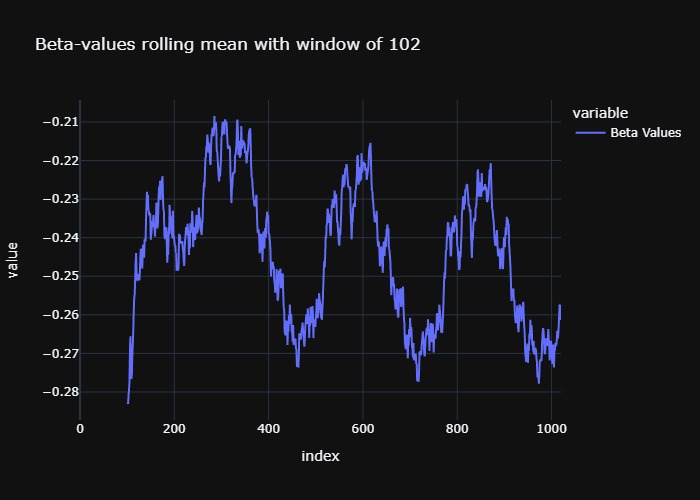 Beta-values rolling mean with window of 102
variable
Beta Values
−0.21
−0.22
−0.23
−0.24
−0.25
−0.26
−0.27
−0.28
value
0 200 400 600 800 1000
index